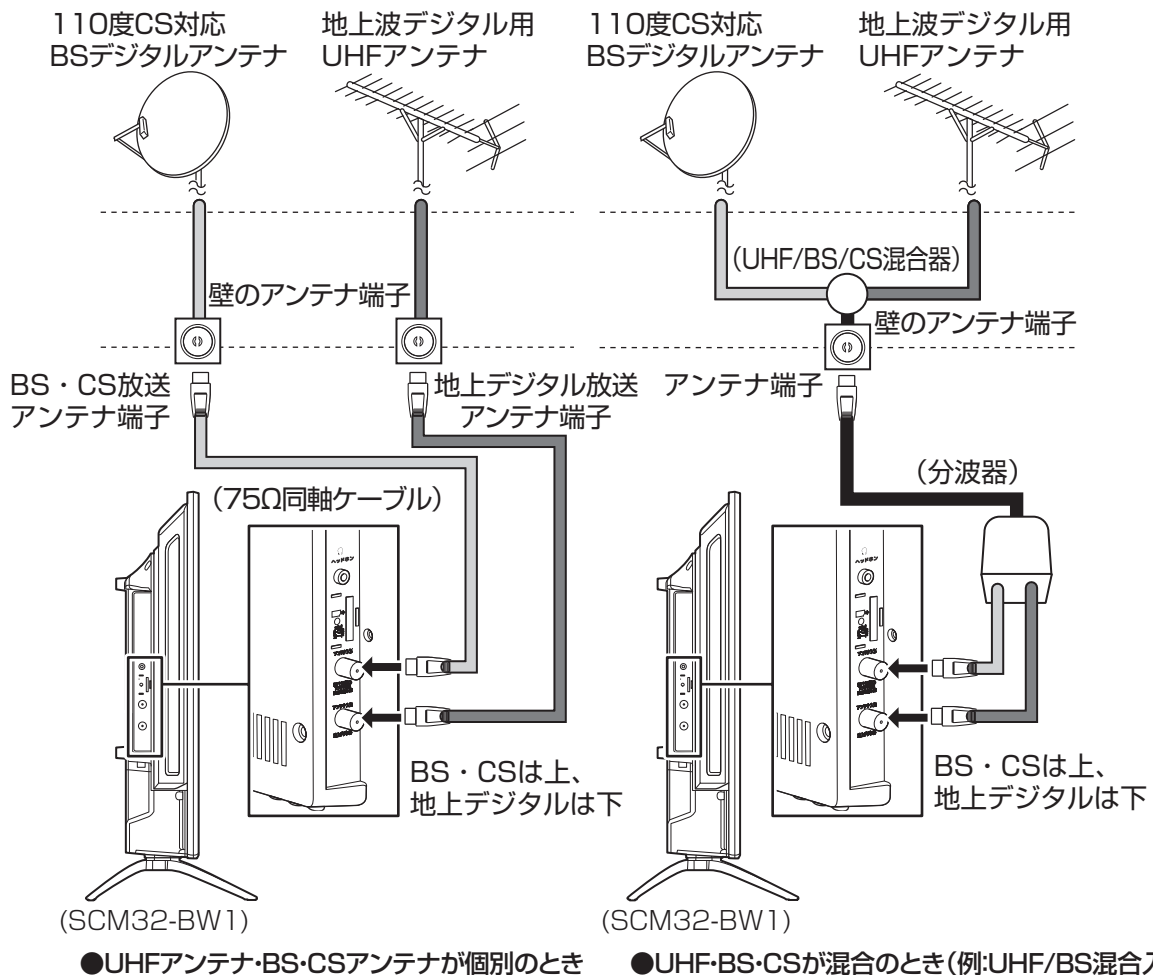 110度CS対応
BSデジタルアンテナ
地上波デジタル用
UHFアンテナ
壁のアンテナ端子
BS・CS放送
アンテナ端子
地上デジタル放送
アンテナ端子
（75Ω同軸ケーブル）
ヘッドホン
BS・CSは上、
地上デジタルは下
(SCM32-BW1)
●UHFアンテナ・BS・CSアンテナが個別のとき
110度CS対応
BSデジタルアンテナ
地上波デジタル用
UHFアンテナ
（UHF/BS/CS混合器）
壁のアンテナ端子
アンテナ端子
（分波器）
ヘッドホン
BS・CSは上、
地上デジタルは下
(SCM32-BW1)
●UHF・BS・CSが混合のとき（例:UHF/BS混合